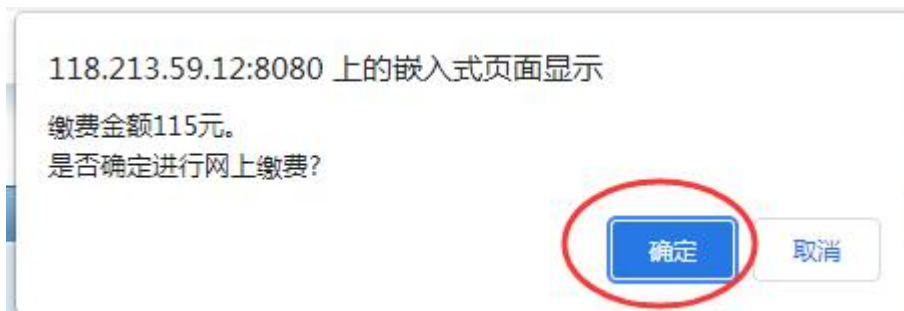 118.213.59.12:8080 上的嵌入式页面显示
缴费金额115元。
是否确定进行网上缴费?
确定 取消